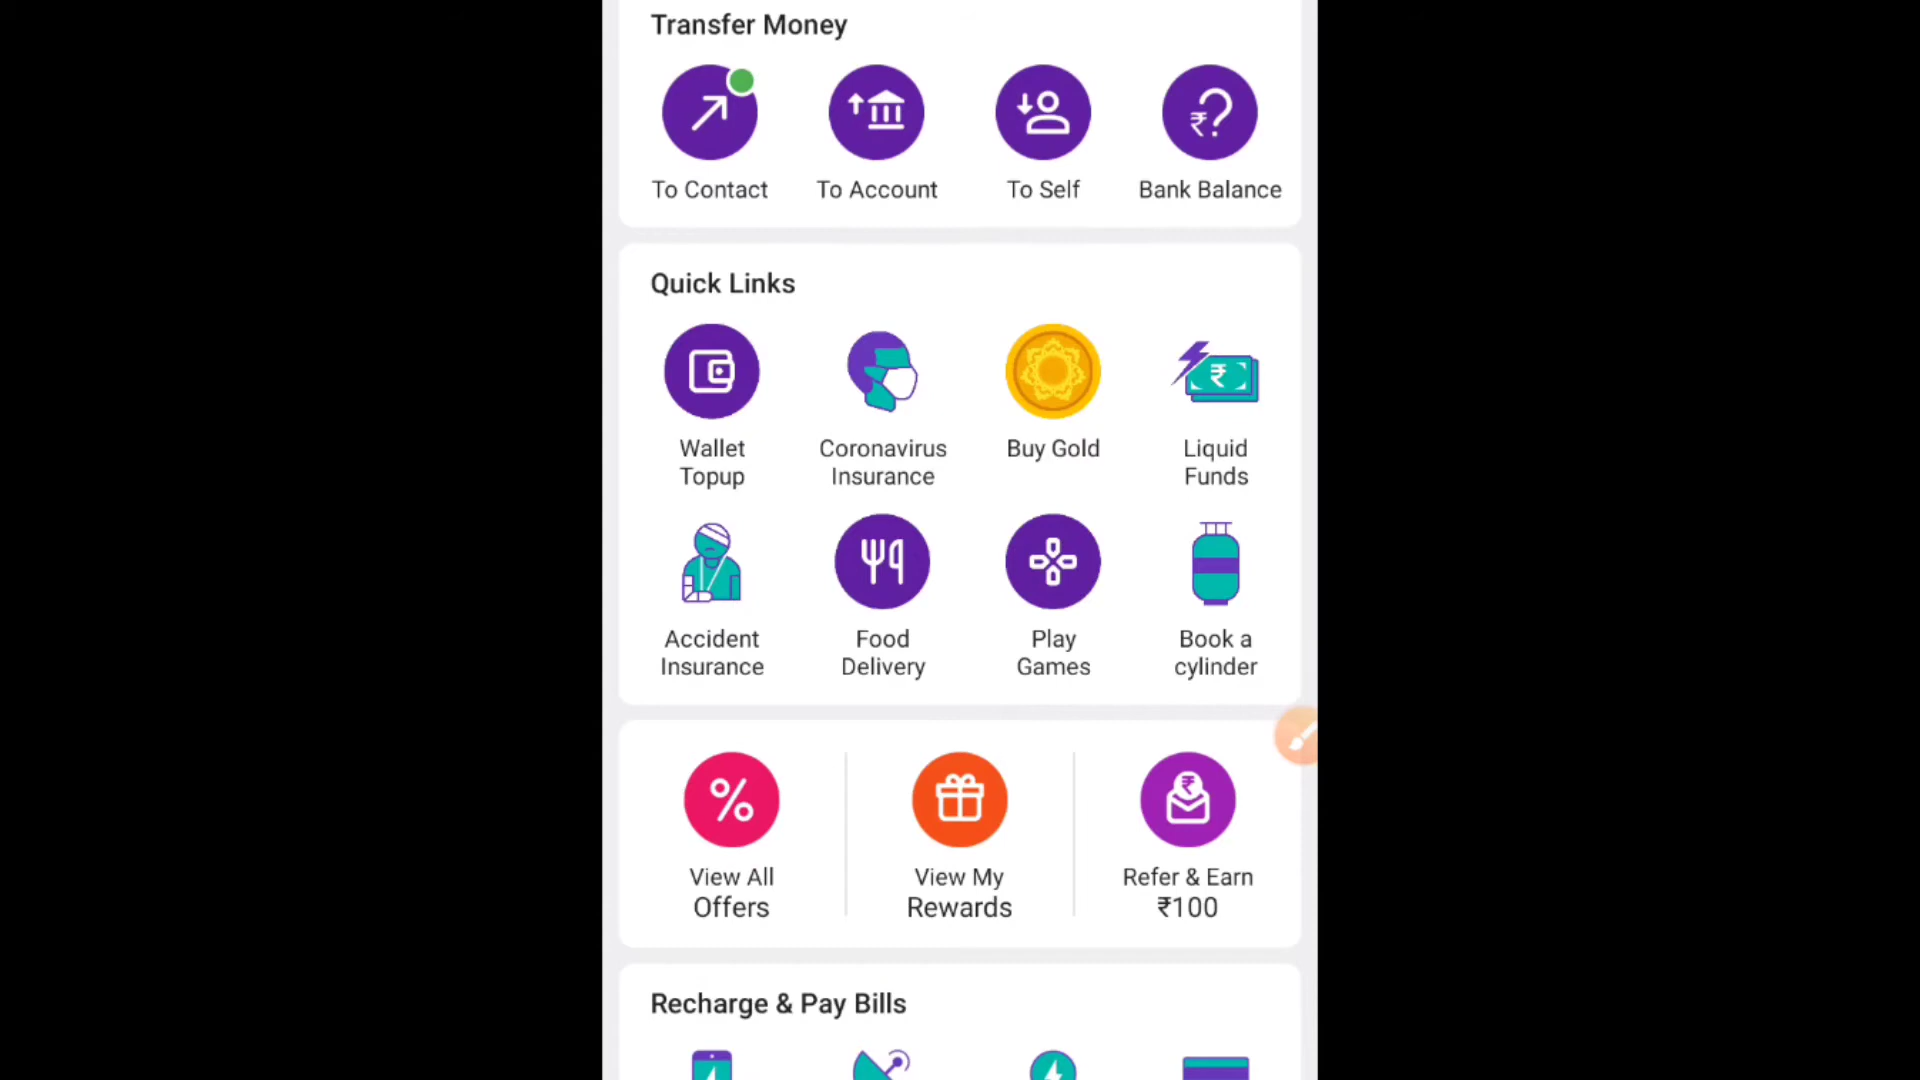 Transfer Money
To Contact
To Account
To Self
Bank Balance
Quick Links
Wallet
Topup
Coronavirus
Insurance
Buy Gold
Liquid
Funds
Accident
Insurance
Food
Delivery
Play
Games
Book a
cylinder
View All
Offers
View My
Rewards
Refer & Earn
₹100
Recharge & Pay Bills